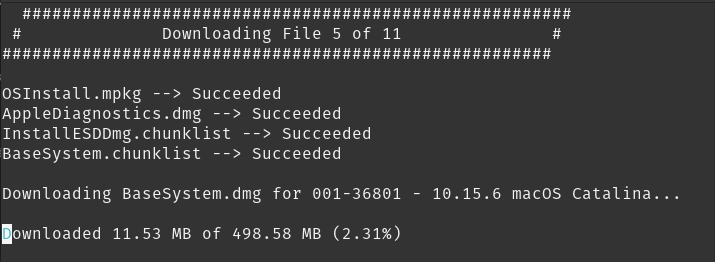 #######################################################
# Downloading File 5 of 11 #
#######################################################
OSInstall.mpkg --> Succeeded
AppleDiagnostics.dmg --> Succeeded
InstallESDDmg.chunklist --> Succeeded
BaseSystem.chunklist --> Succeeded
Downloading BaseSystem.dmg for 001-36801 - 10.15.6 macOS Catalina...
Downloaded 11.53 MB of 498.58 MB (2.31%)